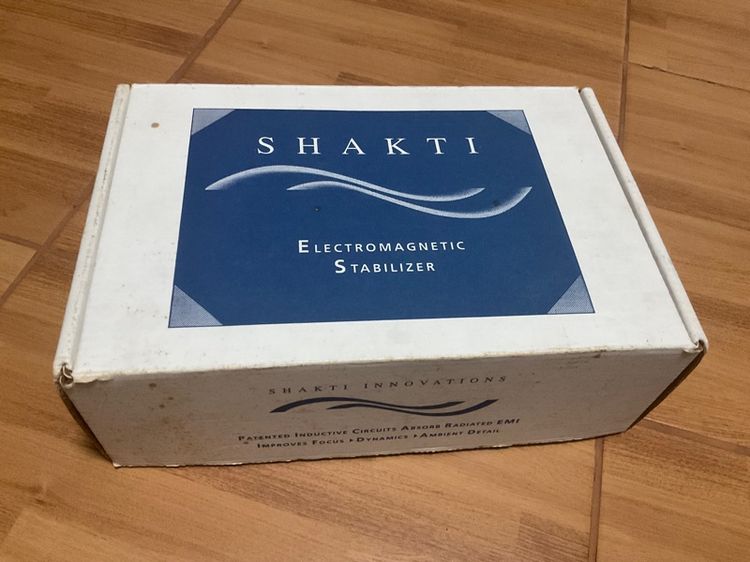 SHAKTI
ELECTROMAGNETIC
STABILIZER
SHAKTI INNOVATIONS
PATENTED INDUCTIVE CIRCUITS ABSORB RADIATED EMI
IMPROVES FOCUS ▸ DYNAMICS ▸ AMBIENT DETAIL